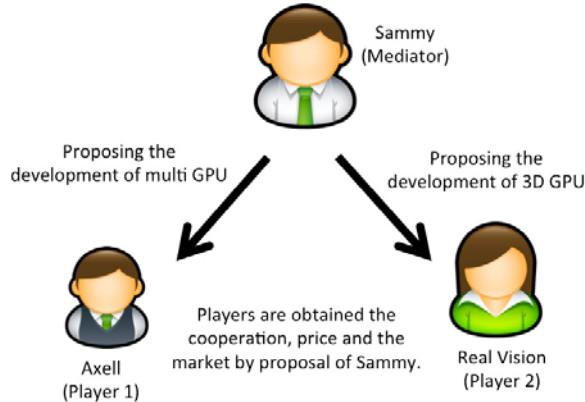 Sammy
(Mediator)
Proposing the
development of multi GPU
Proposing the
development of 3D GPU
Players are obtained the
cooperation, price and the
market by proposal of Sammy.
Axell
(Player 1)
Real Vision
(Player 2)